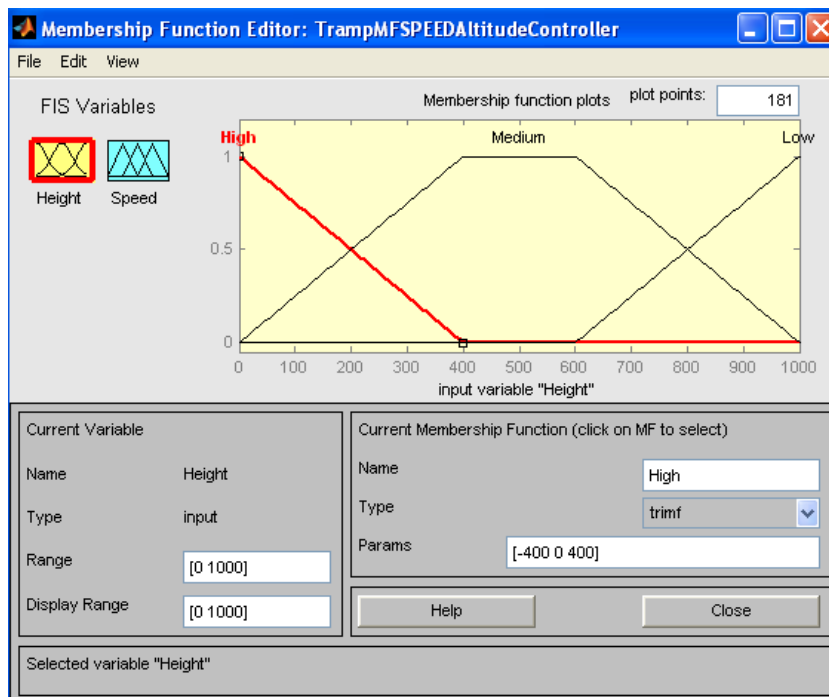 Membership Function Editor: TrampMFSPEEDAltitudeController
File Edit View
FIS Variables
Membership function plots plot points: 181
High Medium Low
Height Speed
1
0.5
0
0 100 200 300 400 500 600 700 800 900 1000
input variable "Height"
Current Variable
Name Height
Type input
Range [0 1000]
Display Range [0 1000]
Current Membership Function (click on MF to select)
Name High
Type trimf
Params [-400 0 400]
Help Close
Selected variable "Height"